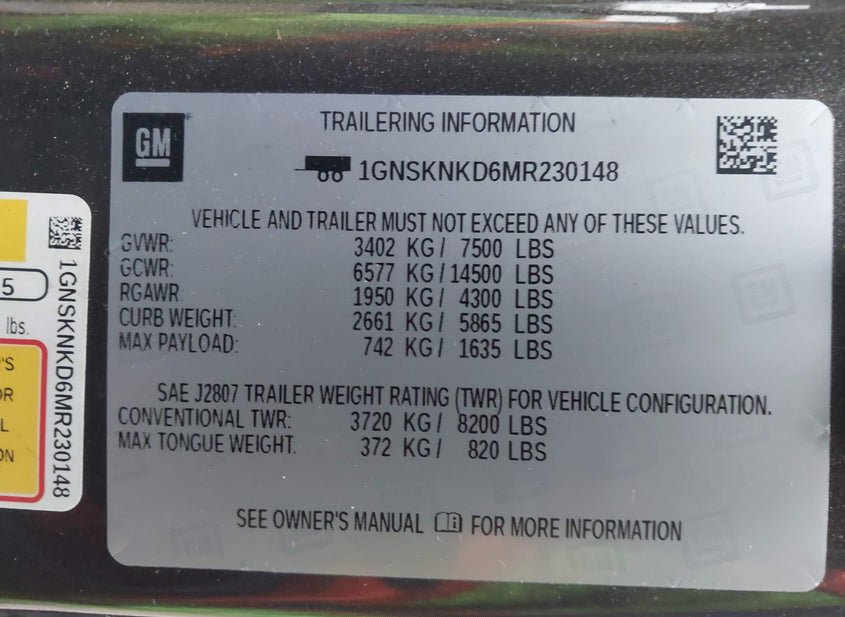 GM
TRAILERING INFORMATION
1GNSKNKD6MR230148
VEHICLE AND TRAILER MUST NOT EXCEED ANY OF THESE VALUES.
GVWR: 3402 KG / 7500 LBS
GCWR: 6577 KG / 14500 LBS
RGAWR 1950 KG / 4300 LBS
CURB WEIGHT: 2661 KG / 5865 LBS
MAX PAYLOAD: 742 KG / 1635 LBS
SAE J2807 TRAILER WEIGHT RATING (TWR) FOR VEHICLE CONFIGURATION.
CONVENTIONAL TWR: 3720 KG / 8200 LBS
MAX TONGUE WEIGHT. 372 KG / 820 LBS
SEE OWNER'S MANUAL FOR MORE INFORMATION
1GNSKNKD6MR230148
5
lbs.
'S
OR
L
ON